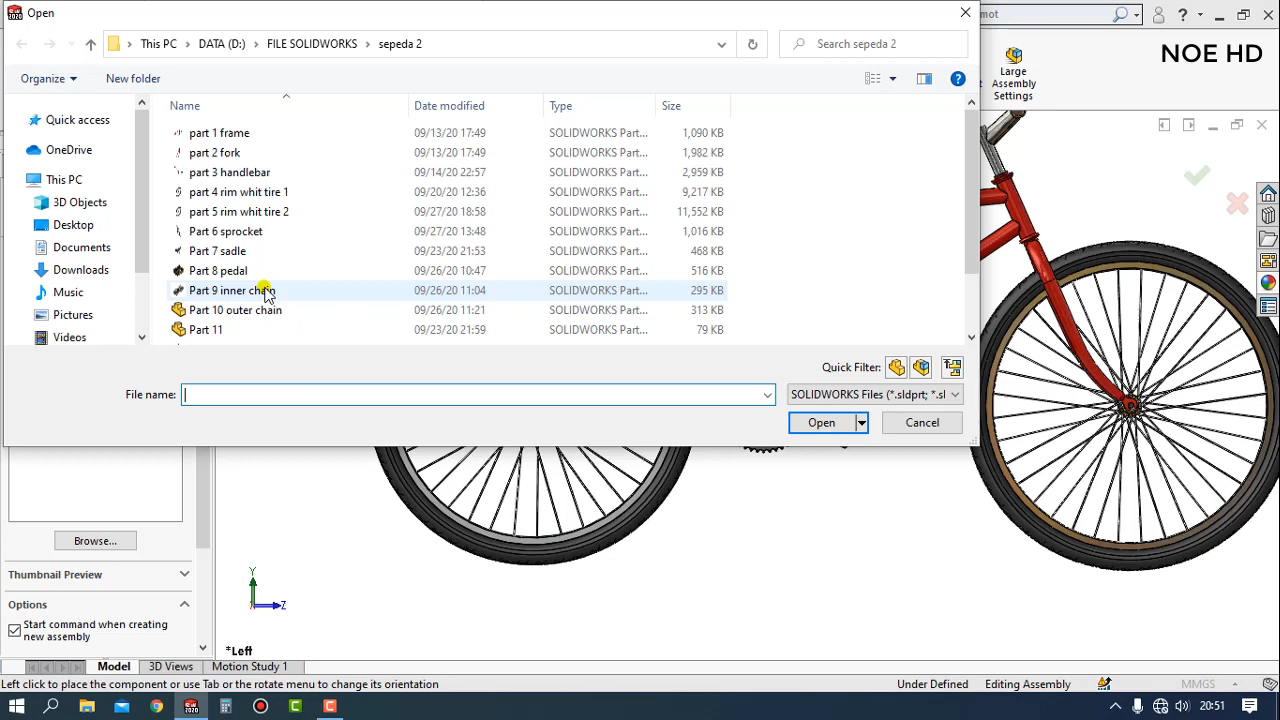 Open
mot
This PC > DATA (D:) > FILE SOLIDWORKS > sepeda 2
Search sepeda 2
NOE HD
Organize
New folder
Large
Assembly
Settings
Name
Date modified
Type
Size
Quick access
OneDrive
This PC
3D Objects
Desktop
Documents
Downloads
Music
Pictures
Videos
part 1 frame 09/13/20 17:49 SOLIDWORKS Part... 1,090 KB
part 2 fork 09/13/20 17:49 SOLIDWORKS Part... 1,982 KB
part 3 handlebar 09/14/20 22:57 SOLIDWORKS Part... 2,959 KB
part 4 rim whit tire 1 09/20/20 12:36 SOLIDWORKS Part... 9,217 KB
part 5 rim whit tire 2 09/27/20 18:58 SOLIDWORKS Part... 11,552 KB
Part 6 sprocket 09/27/20 13:48 SOLIDWORKS Part... 1,016 KB
Part 7 sadle 09/23/20 21:53 SOLIDWORKS Part... 468 KB
Part 8 pedal 09/26/20 10:47 SOLIDWORKS Part... 516 KB
Part 9 inner chain 09/26/20 11:04 SOLIDWORKS Part... 295 KB
Part 10 outer chain 09/26/20 11:21 SOLIDWORKS Part... 313 KB
Part 11 09/23/20 21:59 SOLIDWORKS Part... 79 KB
Quick Filter:
File name:
SOLIDWORKS Files (*.sldprt; *.sl
Open
Cancel
Browse...
Thumbnail Preview
Options
Start command when creating
new assembly
Y
Z
*Left
Model
3D Views
Motion Study 1
Left click to place the component or use Tab or the rotate menu to change its orientation
Under Defined
Editing Assembly
MMGS
20:51